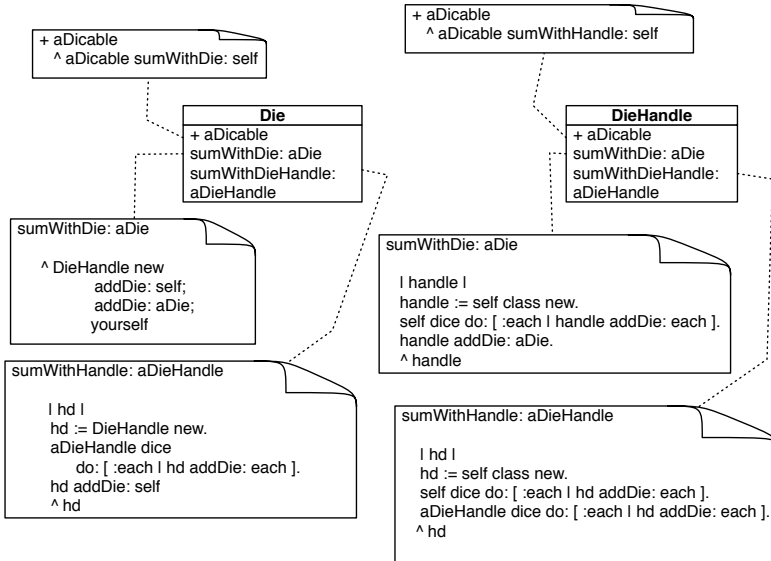 + aDicable
^ aDicable sumWithDie: self
+ aDicable
^ aDicable sumWithHandle: self
Die
+ aDicable
sumWithDie: aDie
sumWithDieHandle:
aDieHandle
DieHandle
+ aDicable
sumWithDie: aDie
sumWithDieHandle:
aDieHandle
sumWithDie: aDie
^ DieHandle new
addDie: self;
addDie: aDie;
yourself
sumWithDie: aDie
| handle |
handle := self class new.
self dice do: [ :each | handle addDie: each ].
handle addDie: aDie.
^ handle
sumWithHandle: aDieHandle
| hd |
hd := DieHandle new.
aDieHandle dice
do: [ :each | hd addDie: each ].
hd addDie: self
^ hd
sumWithHandle: aDieHandle
| hd |
hd := self class new.
self dice do: [ :each | hd addDie: each ].
aDieHandle dice do: [ :each | hd addDie: each ].
^ hd